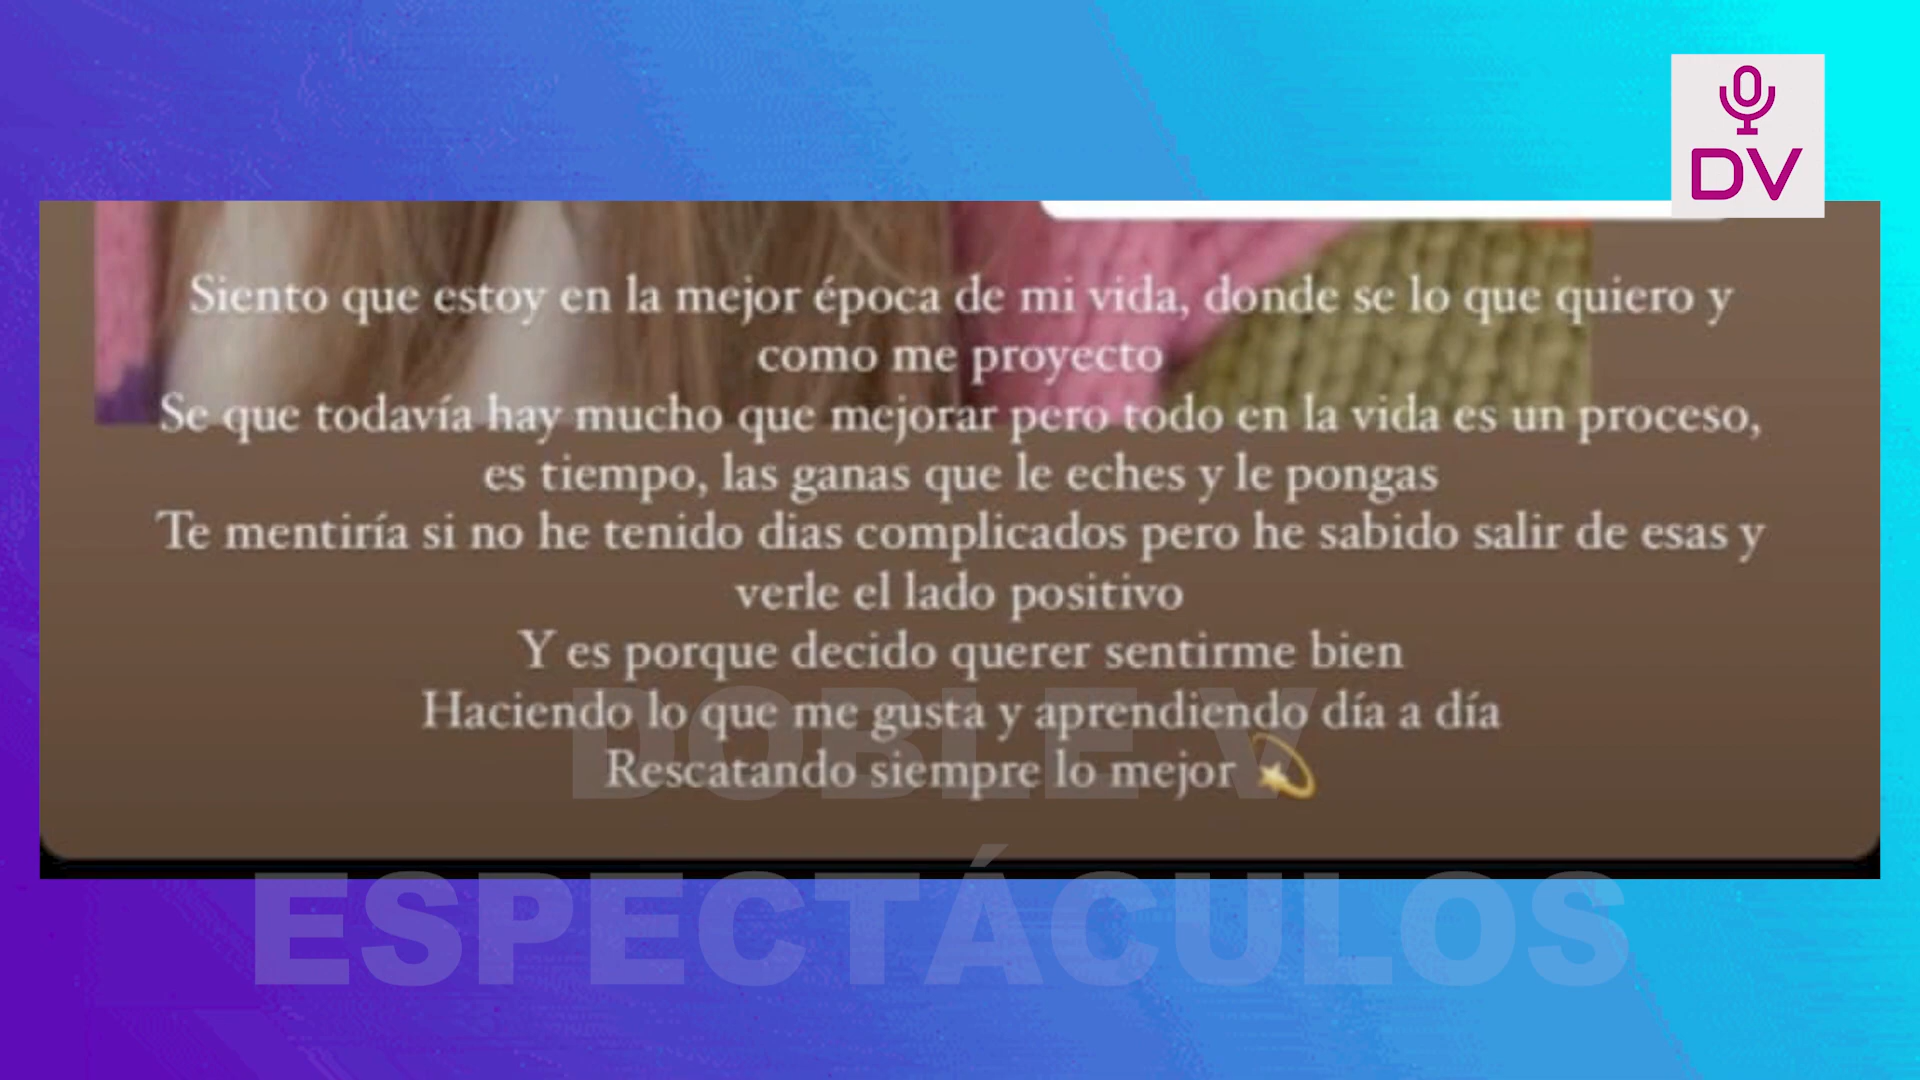 DV
Siento que estoy en la mejor época de mi vida, donde se lo que quiero y
como me proyecto
Se que todavía hay mucho que mejorar pero todo en la vida es un proceso,
es tiempo, las ganas que le eches y le pongas
Te mentiría si no he tenido dias complicados pero he sabido salir de esas y
verle el lado positivo
Y es porque decido querer sentirme bien
Haciendo lo que me gusta y aprendiendo día a día
Rescatando siempre lo mejor 💫
DOBLE V
ESPECTÁCULOS